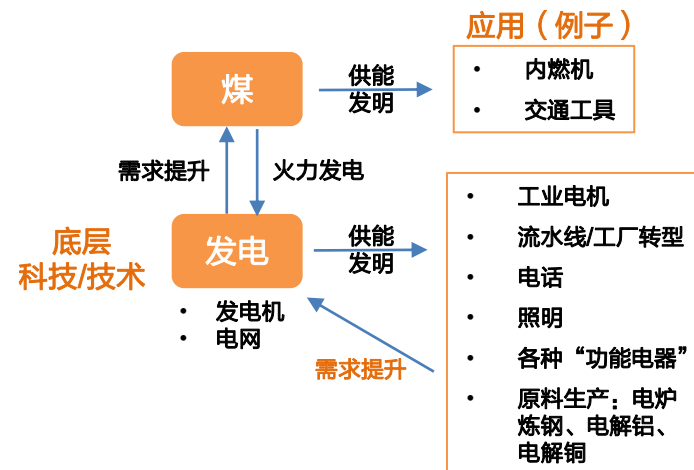 应用（例子）
煤
供能
发明
• 内燃机
• 交通工具
需求提升
火力发电
底层
科技/技术
发电
供能
发明
• 发电机
• 电网
需求提升
• 工业电机
• 流水线/工厂转型
• 电话
• 照明
• 各种“功能电器”
• 原料生产：电炉
炼钢、电解铝、
电解铜